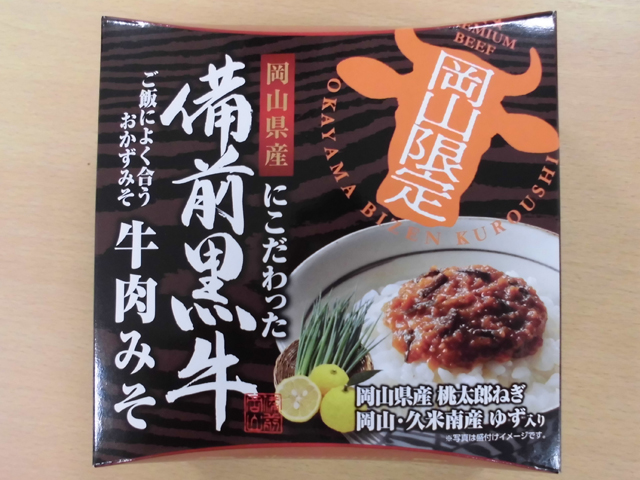 PREMIUM
BEEF
岡山限定
OKAYAMA BIZEN KUROUSHI
岡山県産
にこだわった
備前黒牛
ご飯によく合う
おかずみそ
牛肉みそ
岡山県産 桃太郎ねぎ
岡山・久米南産 ゆず入り
※写真は盛付けイメージです。